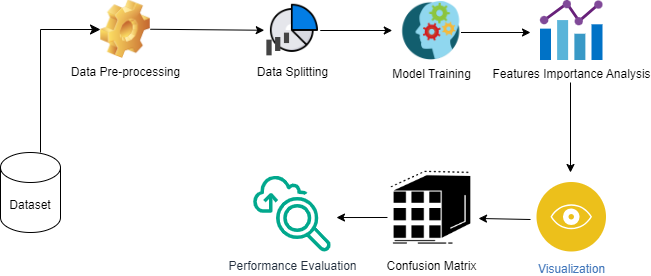 Data Pre-processing
Data Splitting
Model Training
Features Importance Analysis
Dataset
Performance Evaluation
Confusion Matrix
Visualization